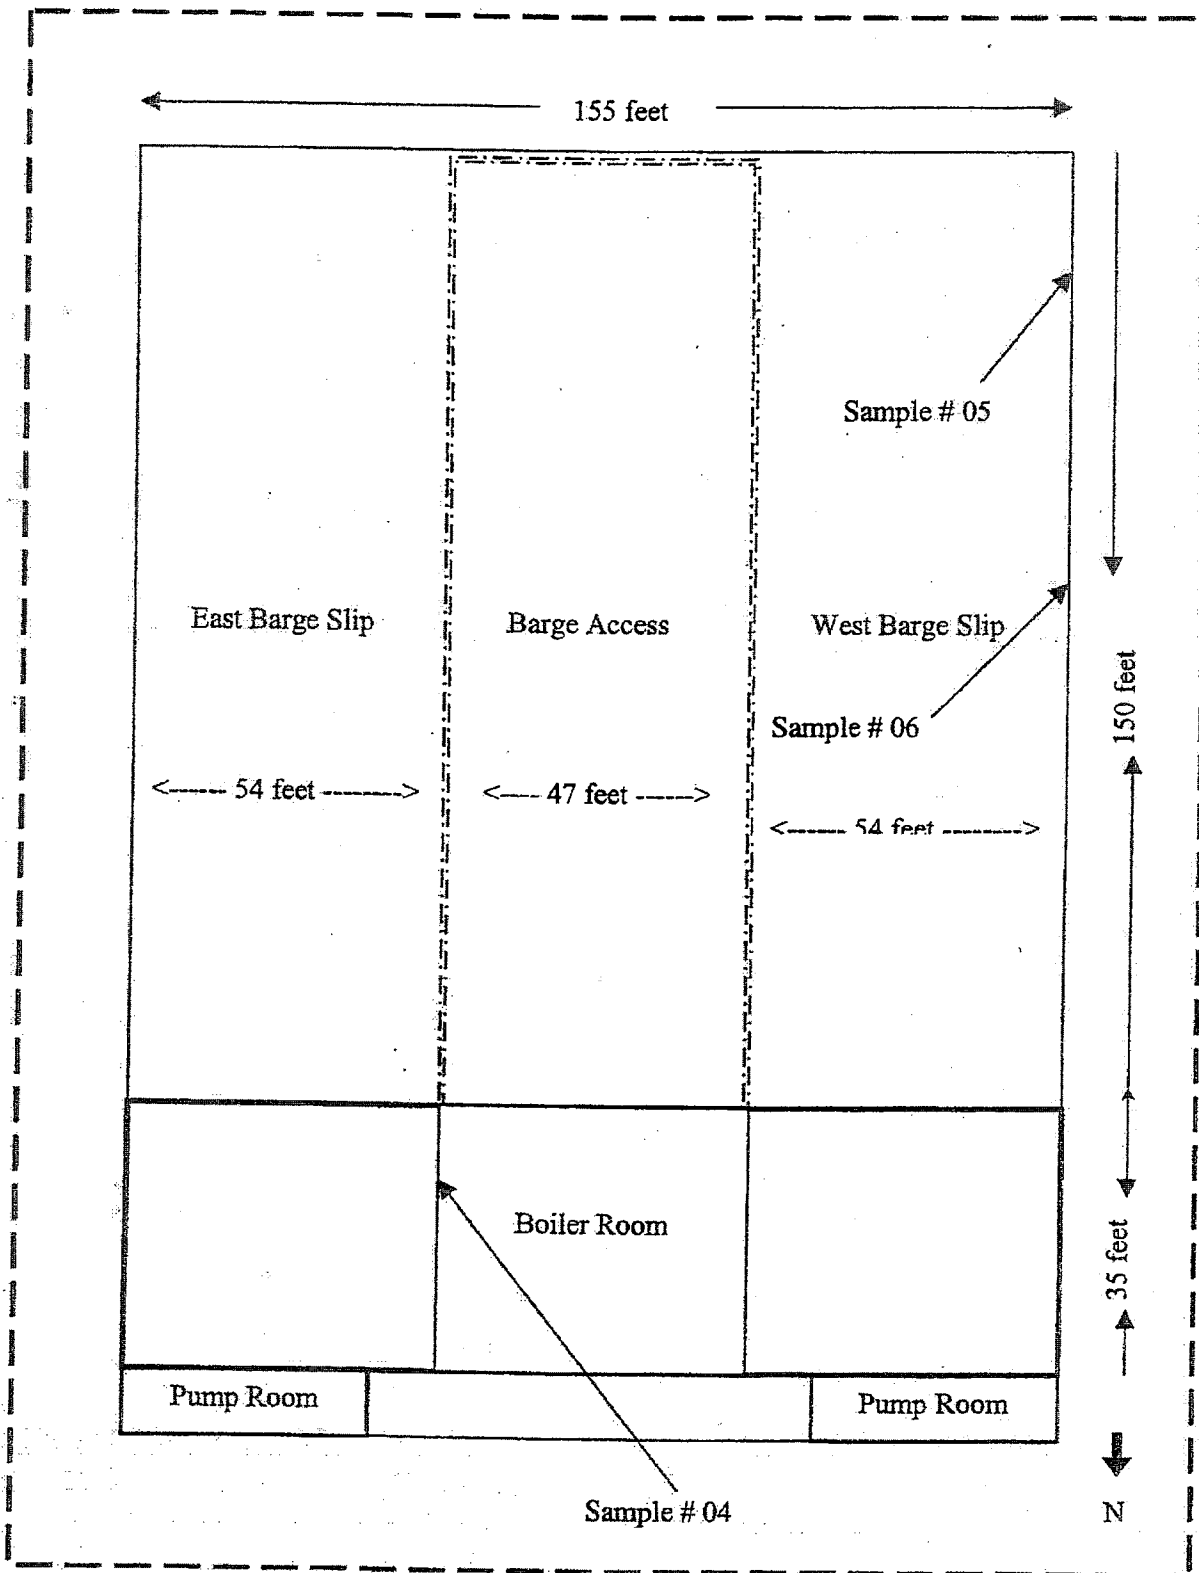 155 feet
Sample # 05
East Barge Slip
Barge Access
West Barge Slip
150 feet
Sample # 06
<------ 54 feet -------->
<---- 47 feet ------>
<------ 54 feet -------->
Boiler Room
35 feet
Pump Room
Pump Room
Sample # 04
N